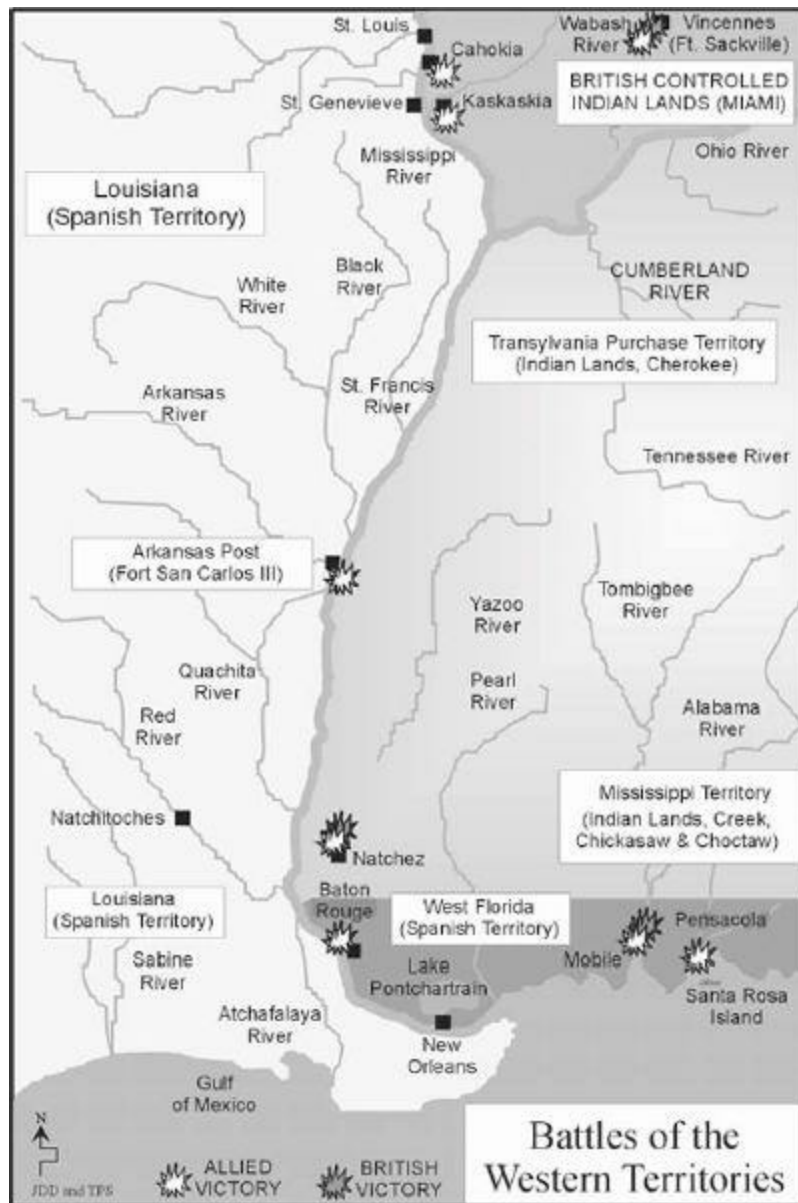 St. Louis
Cahokia
Wabash
River
Vincennes
(Ft. Sackville)
St. Genevieve
Kaskaskia
BRITISH CONTROLLED
INDIAN LANDS (MIAMI)
Mississippi
River
Ohio River
Louisiana
(Spanish Territory)
White
River
Black
River
CUMBERLAND
RIVER
Transylvania Purchase Territory
(Indian Lands, Cherokee)
Arkansas
River
St. Francis
River
Tennessee River
Arkansas Post
(Fort San Carlos III)
Yazoo
River
Tombigbee
River
Quachita
River
Pearl
River
Red
River
Alabama
River
Natchitoches
Natchez
Mississippi Territory
(Indian Lands, Creek,
Chickasaw & Choctaw)
Louisiana
(Spanish Territory)
Baton
Rouge
West Florida
(Spanish Territory)
Pensacola
Mobile
Sabine
River
Lake
Pontchartrain
Santa Rosa
Island
Atchafalaya
River
New
Orleans
Gulf
of Mexico
N
JDD and TPS
ALLIED
VICTORY
BRITISH
VICTORY
Battles of the
Western Territories